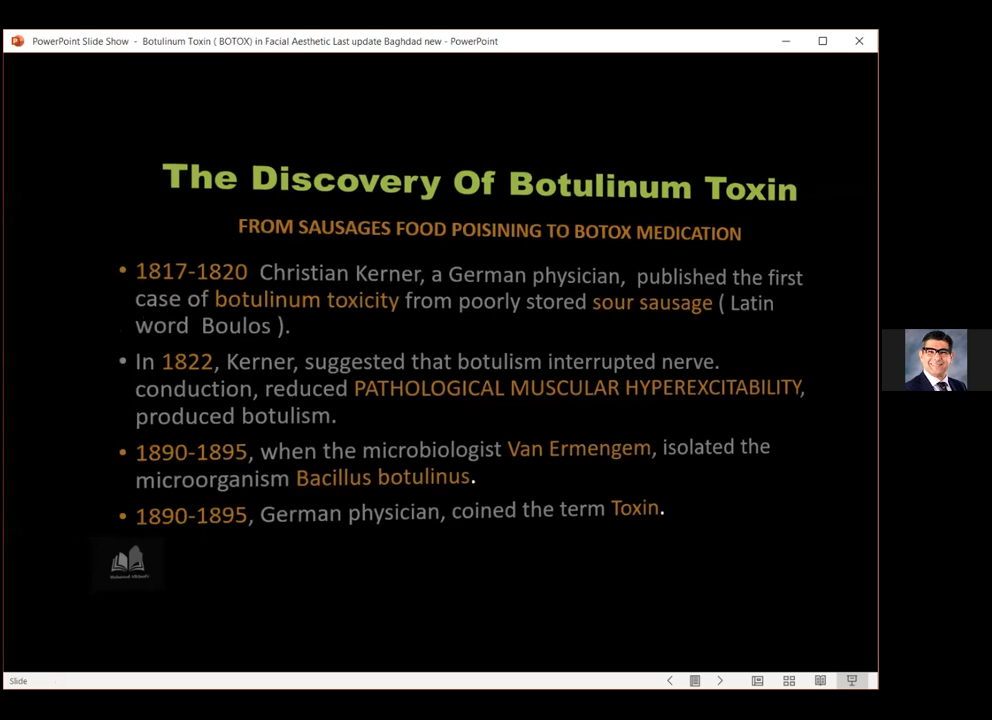 PowerPoint Slide Show - Botulinum Toxin ( BOTOX) in Facial Aesthetic Last update Baghdad new - PowerPoint
The Discovery Of Botulinum Toxin
FROM SAUSAGES FOOD POISINING TO BOTOX MEDICATION
• 1817-1820 Christian Kerner, a German physician, published the first
case of botulinum toxicity from poorly stored sour sausage ( Latin
word Boulos ).
• In 1822, Kerner, suggested that botulism interrupted nerve.
conduction, reduced PATHOLOGICAL MUSCULAR HYPEREXCITABILITY,
produced botulism.
• 1890-1895, when the microbiologist Van Ermengem, isolated the
microorganism Bacillus botulinus.
• 1890-1895, German physician, coined the term Toxin.
Slide